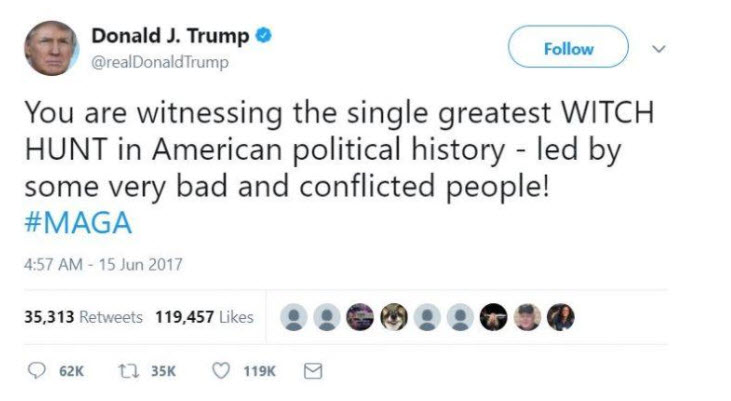 Donald J. Trump
@realDonaldTrump
Follow
You are witnessing the single greatest WITCH
HUNT in American political history - led by
some very bad and conflicted people!
#MAGA
4:57 AM - 15 Jun 2017
35,313 Retweets 119,457 Likes
62K 35K 119K